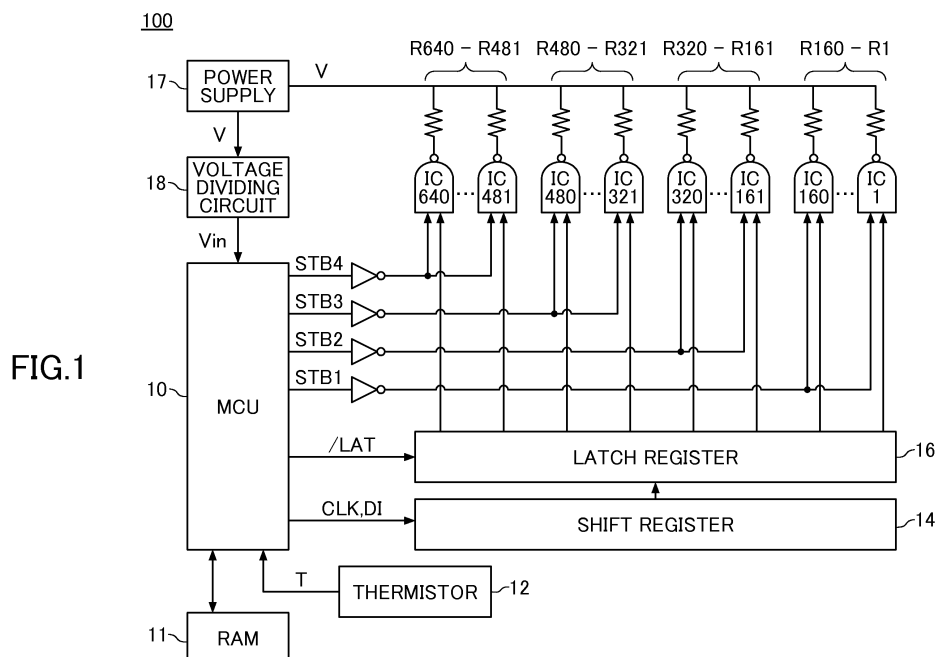 100
R640 – R481
R480 – R321
R320 – R161
R160 – R1
17
POWER
SUPPLY
V
V
18
VOLTAGE
DIVIDING
CIRCUIT
Vin
IC
640
...
IC
481
IC
480
...
IC
321
IC
320
...
IC
161
IC
160
...
IC
1
STB4
STB3
STB2
STB1
FIG.1
10
MCU
/LAT
LATCH REGISTER
16
CLK,DI
SHIFT REGISTER
14
T
THERMISTOR
12
11
RAM